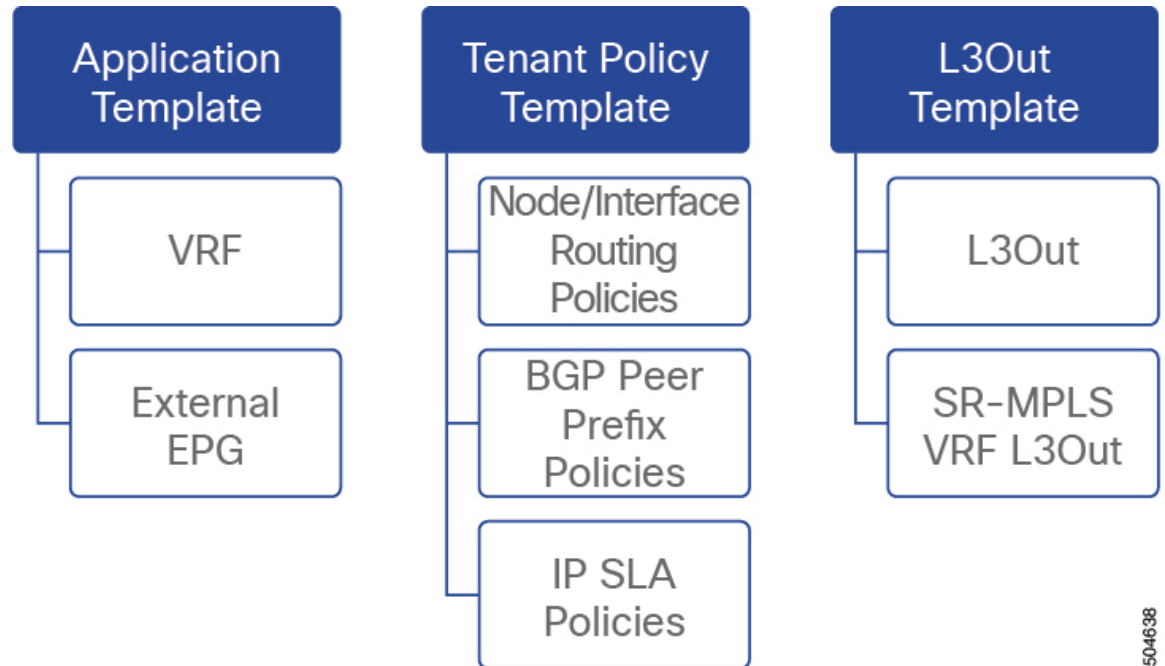 Application
Template
VRF
External
EPG
Tenant Policy
Template
Node/Interface
Routing
Policies
BGP Peer
Prefix
Policies
IP SLA
Policies
L3Out
Template
L3Out
SR-MPLS
VRF L3Out
504638